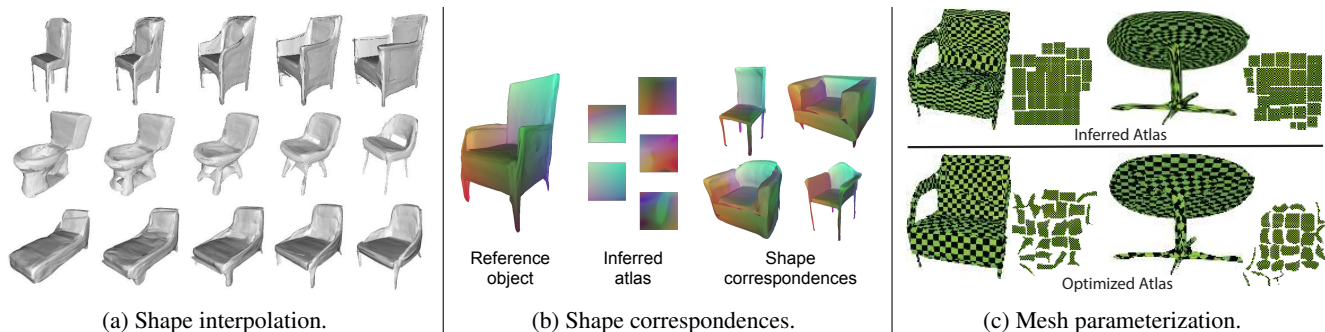 Reference
object
Inferred
atlas
Shape
correspondences
Inferred Atlas
Optimized Atlas
(a) Shape interpolation.
(b) Shape correspondences.
(c) Mesh parameterization.